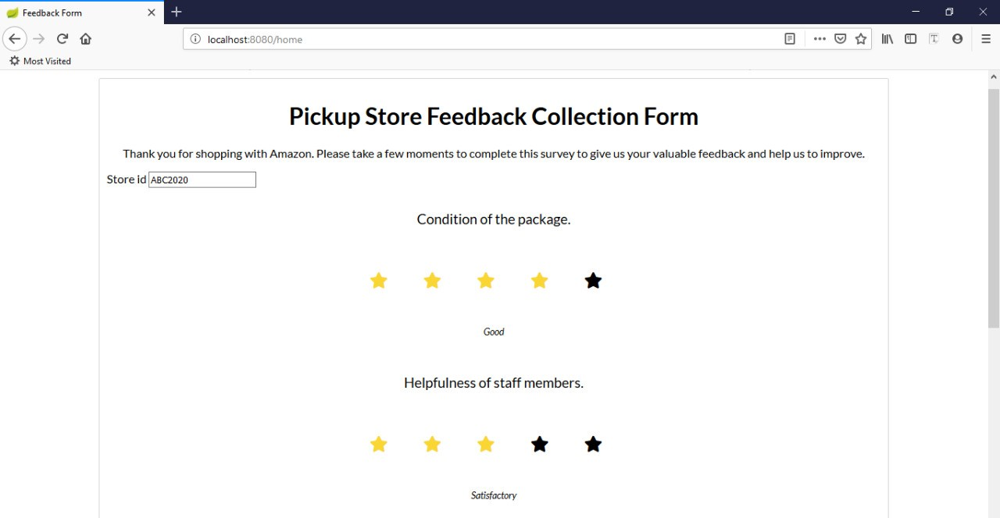 Feedback Form
localhost:8080/home
Most Visited
Pickup Store Feedback Collection Form
Thank you for shopping with Amazon. Please take a few moments to complete this survey to give us your valuable feedback and help us to improve.
Store id ABC2020
Condition of the package.
Good
Helpfulness of staff members.
Satisfactory